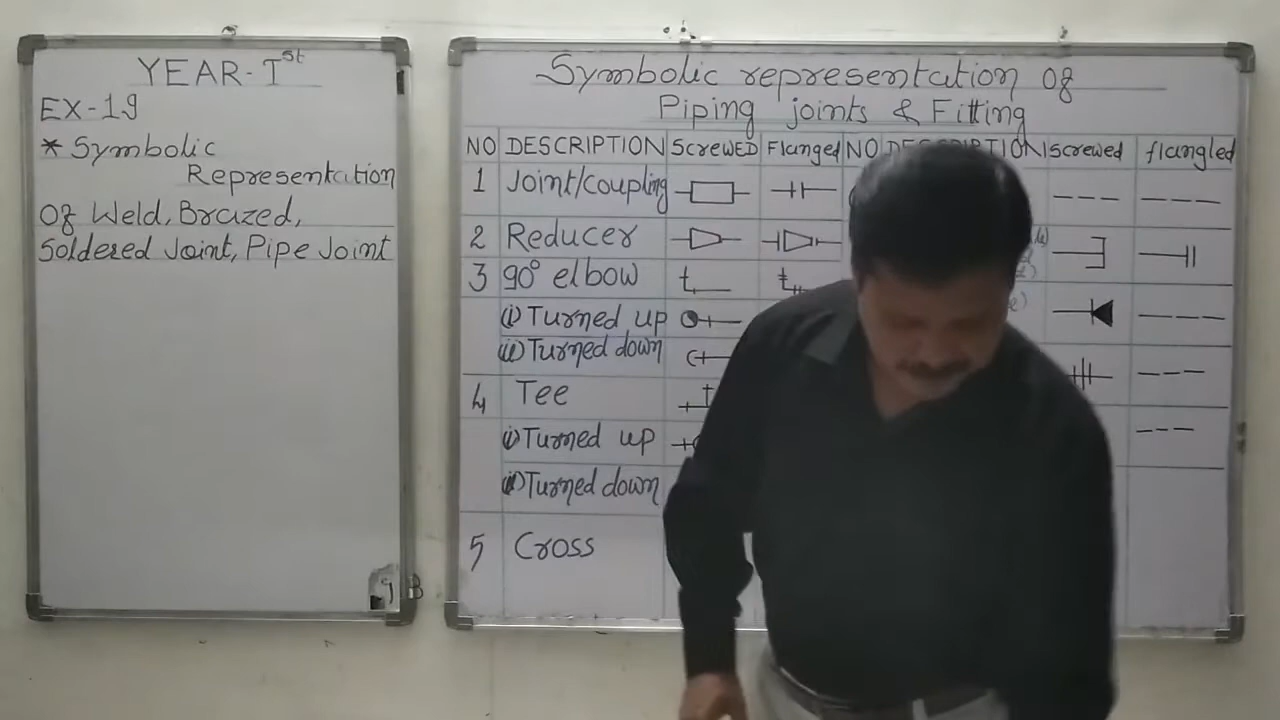 YEAR-Ist
EX-19
* Symbolic
Representation
Of Weld, Brazed,
Soldered Joint, Pipe Joint
Symbolic representation of
Piping joints & Fitting
NO DESCRIPTION SCREWED Flanged NO DESCRIPTION screwed flangled
1 Joint/coupling
2 Reducer
3 90° elbow
(i) Turned up
(ii) Turned down
4 Tee
(i) Turned up
(ii) Turned down
5 Cross